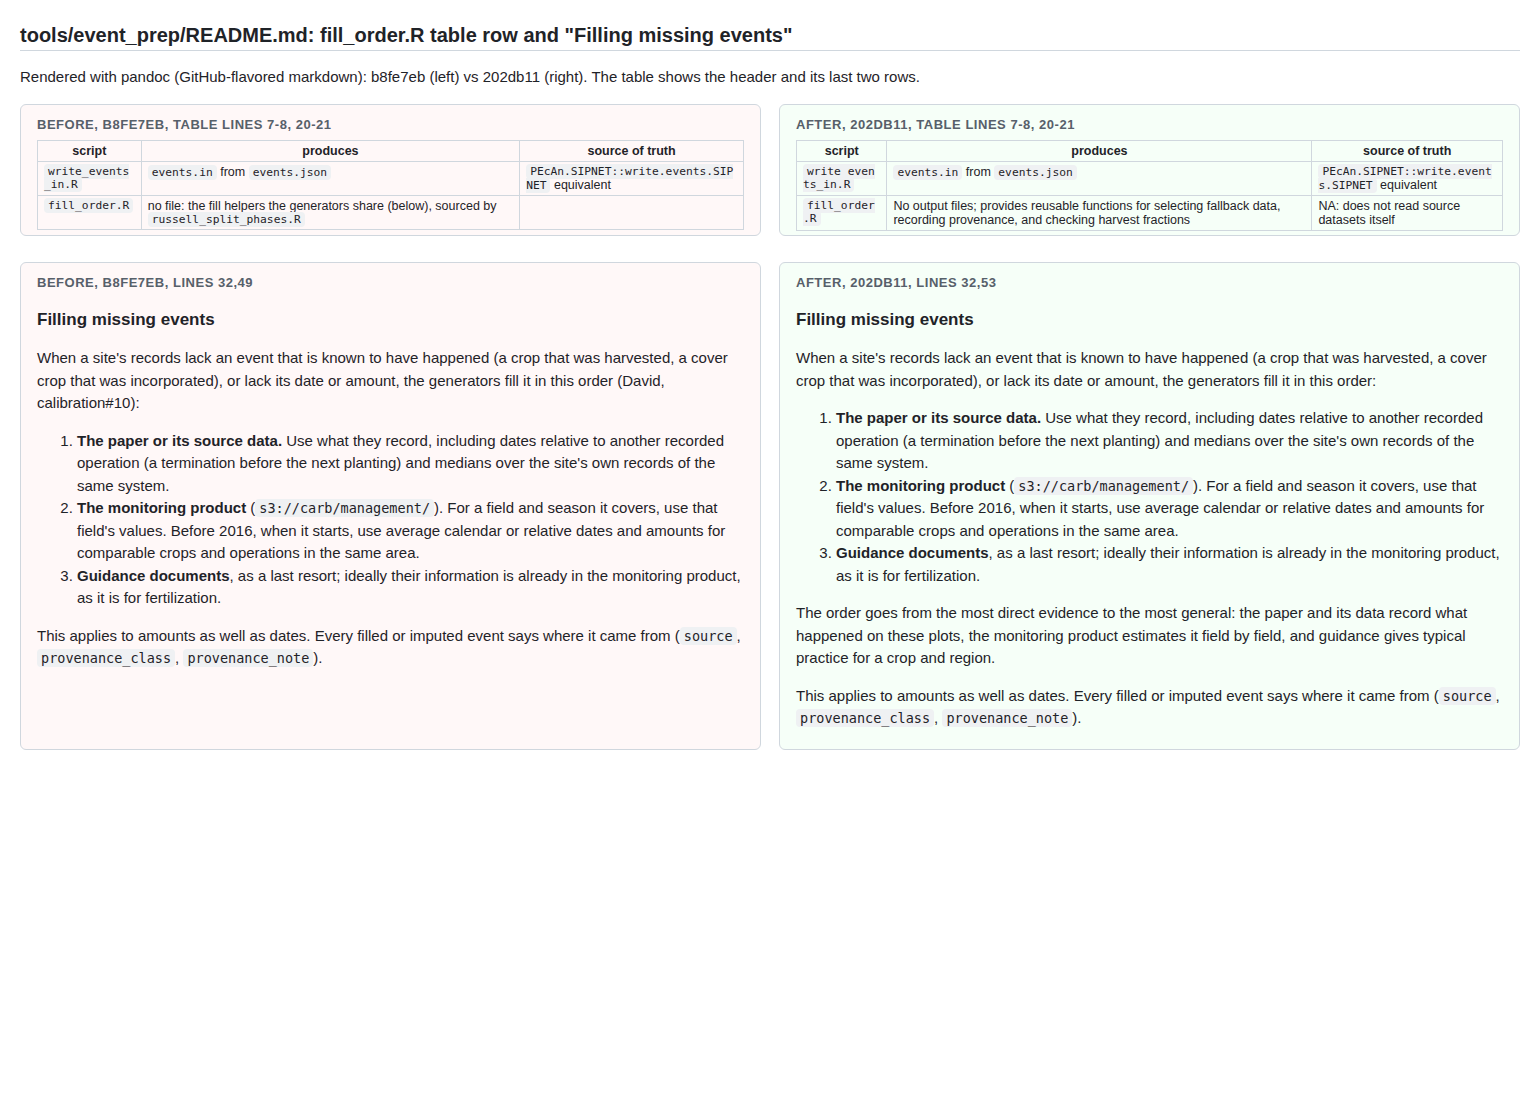 tools/event_prep/README.md: fill_order.R table row and "Filling missing events"
Rendered with pandoc (GitHub-flavored markdown): b8fe7eb (left) vs 202db11 (right). The table shows the header and its last two rows.
BEFORE, B8FE7EB, TABLE LINES 7-8, 20-21
script produces source of truth
write_events events.in from events.json PEcAn.SIPNET::write.events.SIP
_in.R NET equivalent
fill_order.R no file: the fill helpers the generators share (below), sourced by
russell_split_phases.R
AFTER, 202DB11, TABLE LINES 7-8, 20-21
script produces source of truth
write_even events.in from events.json PEcAn.SIPNET::write.event
ts_in.R s.SIPNET equivalent
fill_order No output files; provides reusable functions for selecting fallback data, NA: does not read source
.R recording provenance, and checking harvest fractions datasets itself
BEFORE, B8FE7EB, LINES 32,49
Filling missing events
When a site's records lack an event that is known to have happened (a crop that was harvested, a cover
crop that was incorporated), or lack its date or amount, the generators fill it in this order (David,
calibration#10):
1. The paper or its source data. Use what they record, including dates relative to another recorded
operation (a termination before the next planting) and medians over the site's own records of the
same system.
2. The monitoring product (s3://carb/management/). For a field and season it covers, use that
field's values. Before 2016, when it starts, use average calendar or relative dates and amounts for
comparable crops and operations in the same area.
3. Guidance documents, as a last resort; ideally their information is already in the monitoring product,
as it is for fertilization.
This applies to amounts as well as dates. Every filled or imputed event says where it came from (source,
provenance_class, provenance_note).
AFTER, 202DB11, LINES 32,53
Filling missing events
When a site's records lack an event that is known to have happened (a crop that was harvested, a cover
crop that was incorporated), or lack its date or amount, the generators fill it in this order:
1. The paper or its source data. Use what they record, including dates relative to another recorded
operation (a termination before the next planting) and medians over the site's own records of the
same system.
2. The monitoring product (s3://carb/management/). For a field and season it covers, use that
field's values. Before 2016, when it starts, use average calendar or relative dates and amounts for
comparable crops and operations in the same area.
3. Guidance documents, as a last resort; ideally their information is already in the monitoring product,
as it is for fertilization.
The order goes from the most direct evidence to the most general: the paper and its data record what
happened on these plots, the monitoring product estimates it field by field, and guidance gives typical
practice for a crop and region.
This applies to amounts as well as dates. Every filled or imputed event says where it came from (source,
provenance_class, provenance_note).